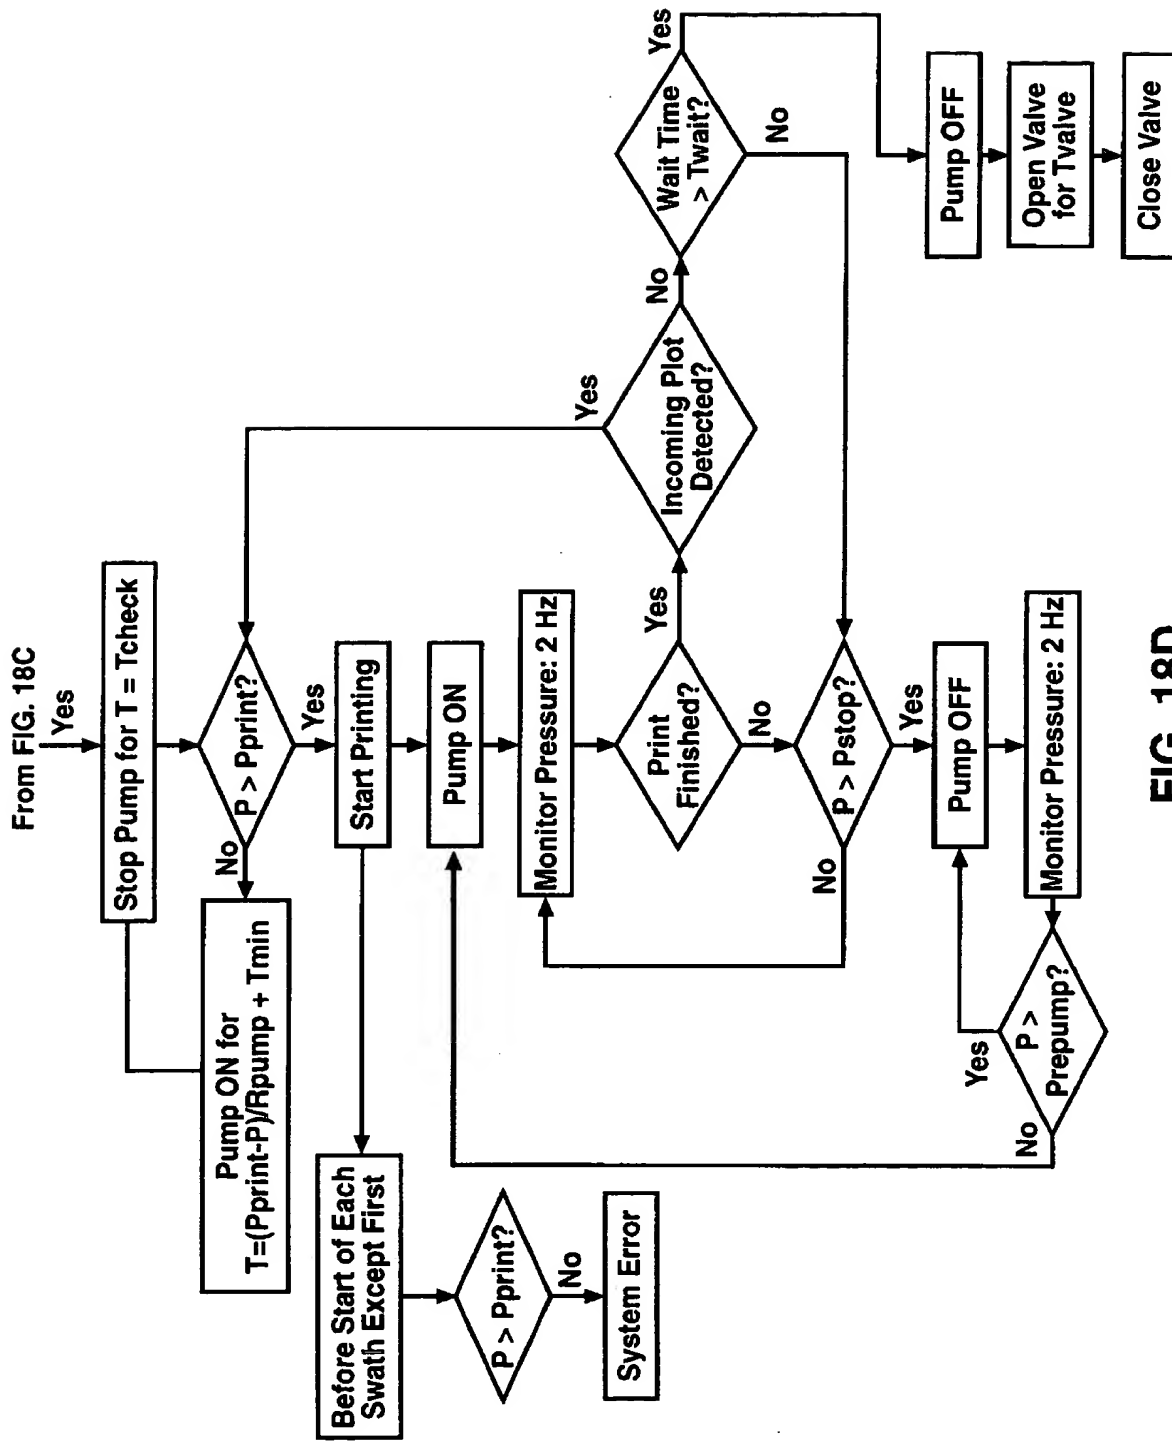 From FIG. 18C
Yes
Stop Pump for T = Tcheck
P > Pprint?
No
Yes
Pump ON for
T=(Pprint-P)/Rpump + Tmin
Start Printing
Before Start of Each
Swath Except First
P > Pprint?
No
System Error
Pump ON
Monitor Pressure: 2 Hz
Print
Finished?
Yes
No
Incoming Plot
Detected?
Yes
No
Wait Time
> Twait?
Yes
No
Pump OFF
Open Valve
for Tvalve
Close Valve
P > Pstop?
No
Yes
Pump OFF
Monitor Pressure: 2 Hz
P >
Prepump?
Yes
No
FIG. 18D